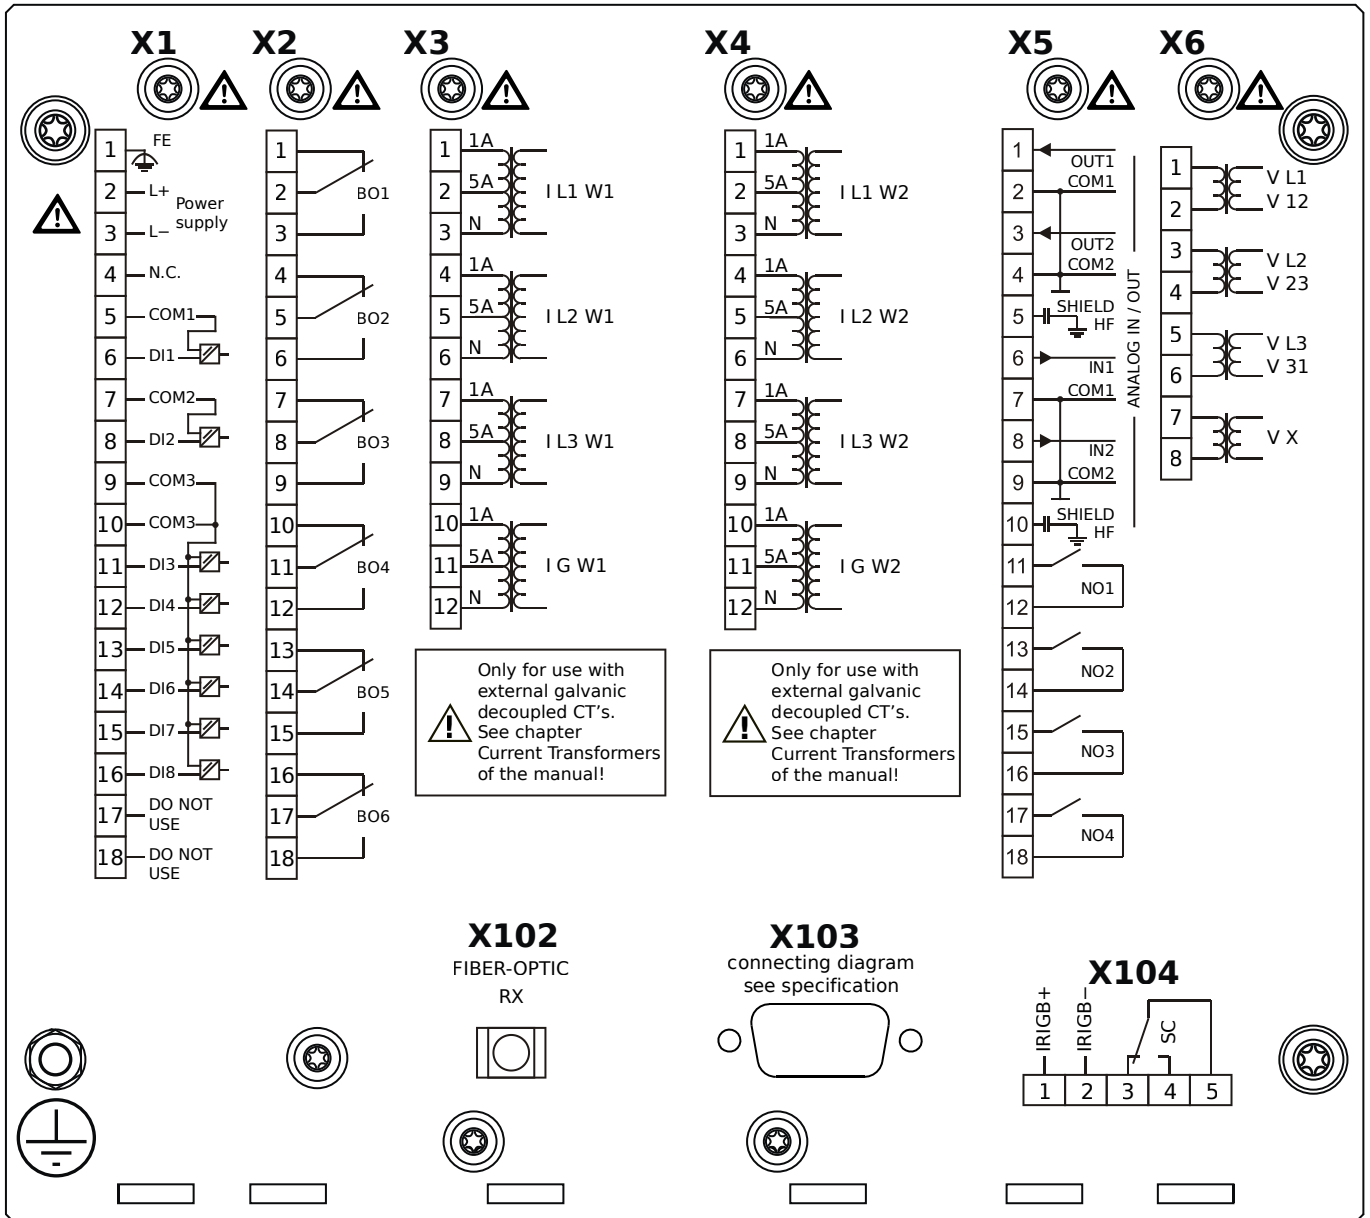 X1
1 FE
2 L+
Power
supply
3 L−
4 N.C.
5 COM1
6 DI1
7 COM2
8 DI2
9 COM3
10 COM3
11 DI3
12 DI4
13 DI5
14 DI6
15 DI7
16 DI8
17 DO NOT
USE
18 DO NOT
USE
X2
1
2 BO1
3
4
5 BO2
6
7
8 BO3
9
10
11 BO4
12
13
14 BO5
15
16
17 BO6
18
X3
1 1A
2 5A I L1 W1
3 N
4 1A
5 5A I L2 W1
6 N
7 1A
8 5A I L3 W1
9 N
10 1A
11 5A I G W1
12 N
Only for use with
external galvanic
decoupled CT's.
See chapter
Current Transformers
of the manual!
X4
1 1A
2 5A I L1 W2
3 N
4 1A
5 5A I L2 W2
6 N
7 1A
8 5A I L3 W2
9 N
10 1A
11 5A I G W2
12 N
Only for use with
external galvanic
decoupled CT's.
See chapter
Current Transformers
of the manual!
X5
1 OUT1
2 COM1
3 OUT2
4 COM2
5 SHIELD
HF
6 IN1
7 COM1
8 IN2
9 COM2
10 SHIELD
HF
ANALOG IN / OUT
11
NO1
12
13
NO2
14
15
NO3
16
17
NO4
18
X6
1 V L1
2 V 12
3 V L2
4 V 23
5 V L3
6 V 31
7 V X
8
X102
FIBER-OPTIC
RX
X103
connecting diagram
see specification
X104
IRIGB+
IRIGB−
SC
1 2 3 4 5